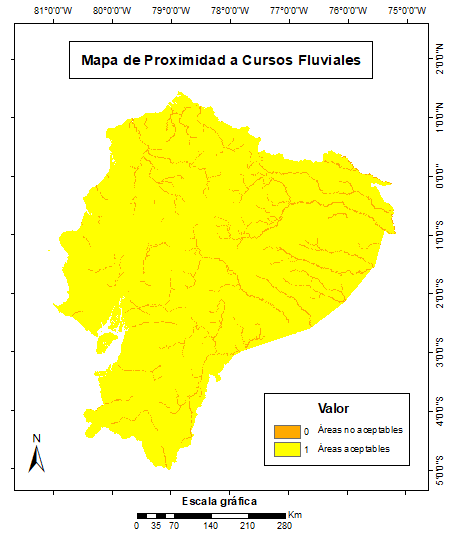 81°0'0"W 80°0'0"W 79°0'0"W 78°0'0"W 77°0'0"W 76°0'0"W 75°0'0"W
Mapa de Proximidad a Cursos Fluviales
2°0'0"N
1°0'0"N
0°0'0"
1°0'0"S
2°0'0"S
3°0'0"S
4°0'0"S
5°0'0"S
Valor
0 Áreas no aceptables
1 Áreas aceptables
N
Escala gráfica
Km
0 35 70 140 210 280